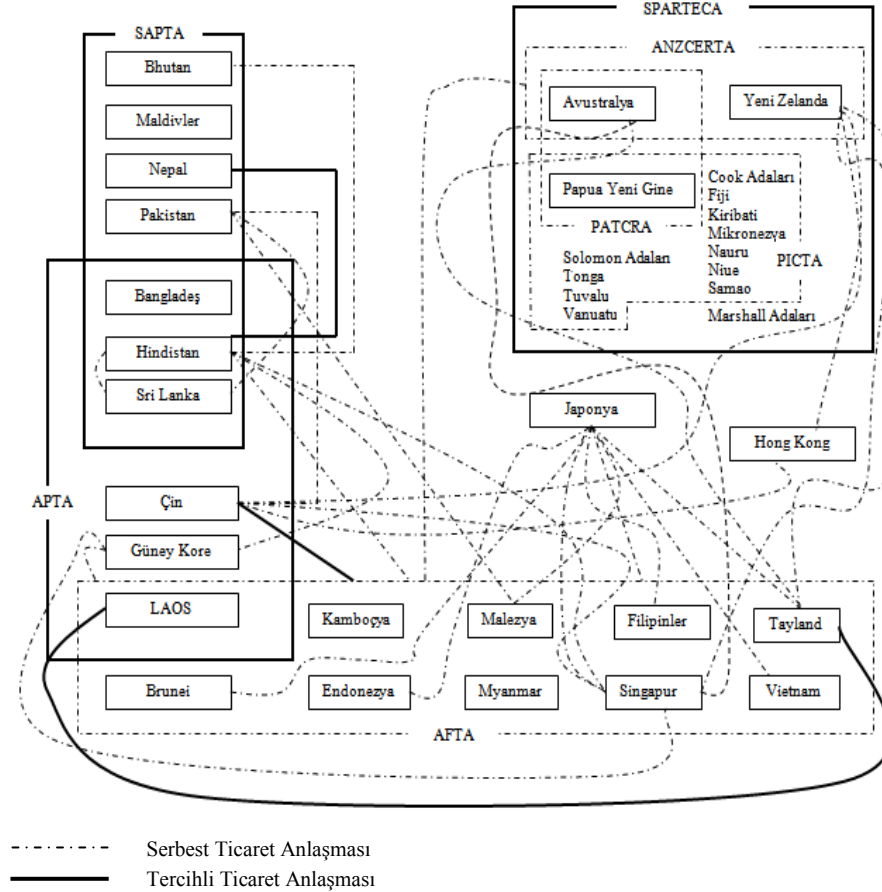 SPARTECA
SAPTA
ANZCERTA
Bhutan
Maldivler
Nepal
Pakistan
Avustralya
Yeni Zelanda
Papua Yeni Gine
PATCRA
Solomon Adaları
Tonga
Tuvalu
Vanuatu
Cook Adaları
Fiji
Kiribati
Mikronezya
Nauru
Niue
Samao
PICTA
Marshall Adaları
Bangladeş
Hindistan
Sri Lanka
Japonya
Hong Kong
APTA
Çin
Güney Kore
LAOS
Kamboçya
Malezya
Filipinler
Tayland
Brunei
Endonezya
Myanmar
Singapur
Vietnam
AFTA
Serbest Ticaret Anlaşması
Tercihli Ticaret Anlaşması